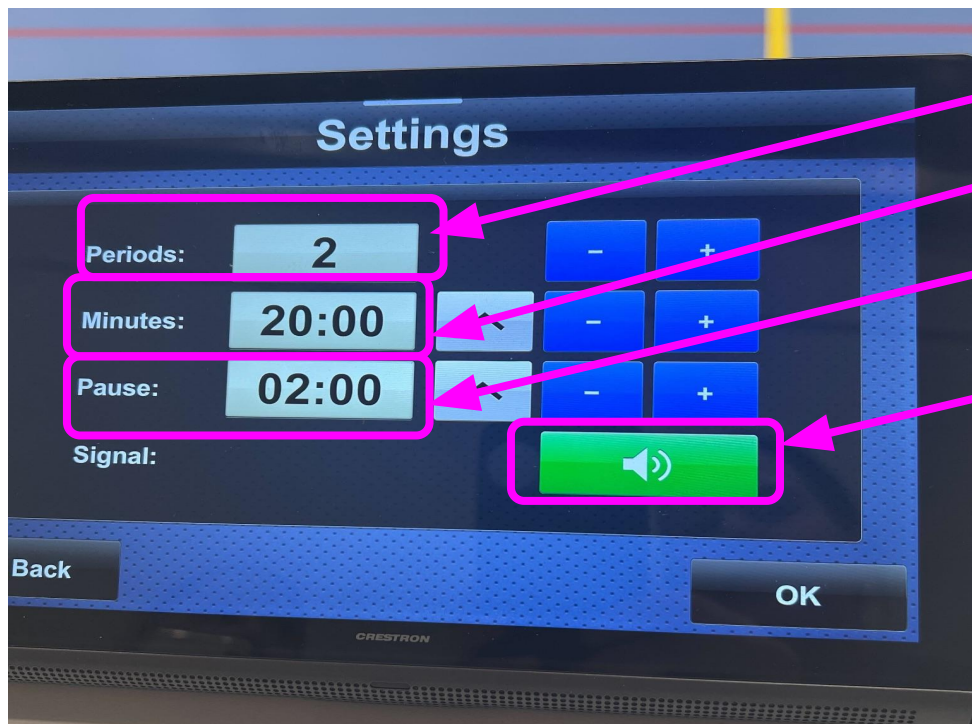 Settings
Periods: 2 - +
Minutes: 20:00 ^ - +
Pause: 02:00 ^ - +
Signal:
Back
OK
CRESTRON